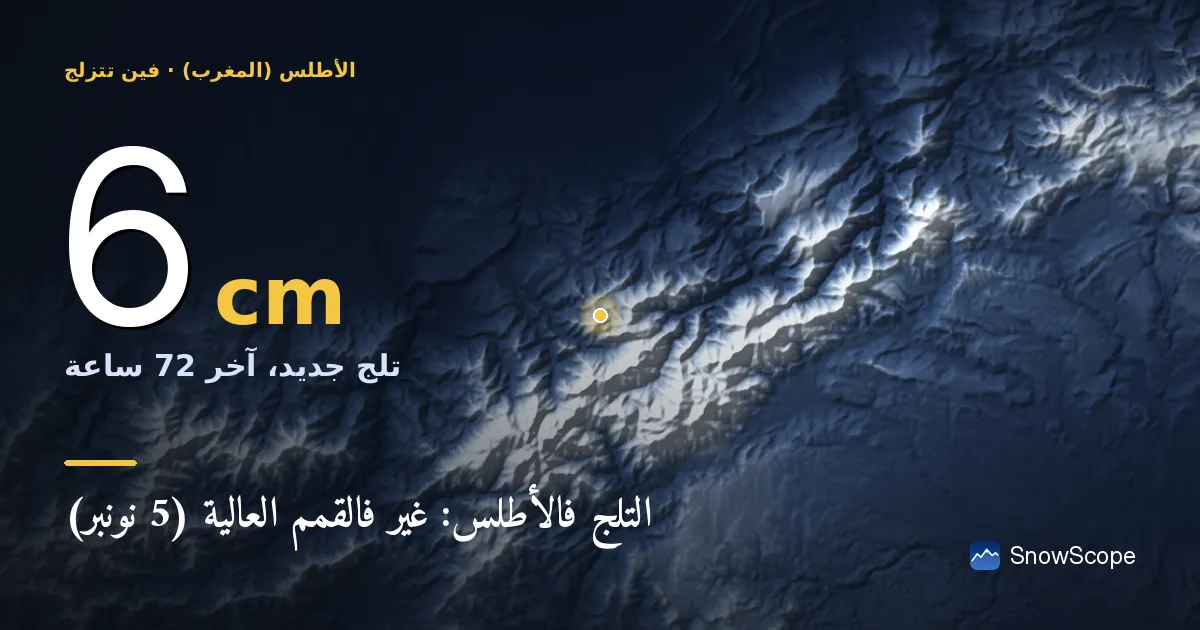 الأطلس (المغرب) · فين تتزلج
6 cm
تلج جديد، آخر 72 ساعة
التلج فالأطلس: غير فالقمم العالية (5 نونبر)
SnowScope